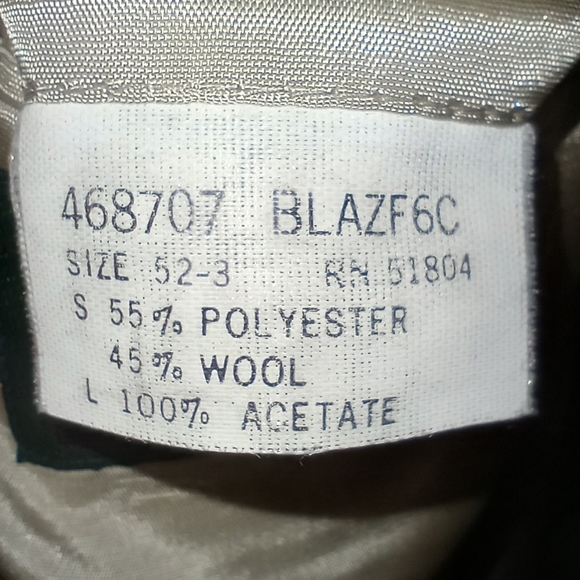 468707 BLAZF6C
SIZE 52-3 RN 51804
S 55% POLYESTER
45% WOOL
L 100% ACETATE